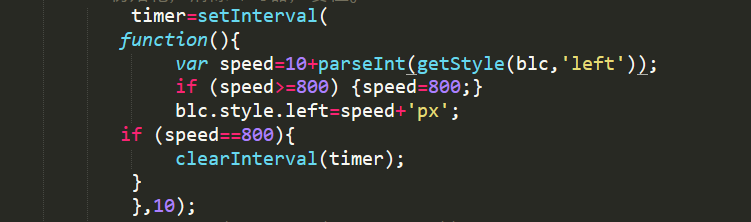 timer=setInterval(
function(){
var speed=10+parseInt(getStyle(blc,'left'));
if (speed>=800) {speed=800;}
blc.style.left=speed+'px';
if (speed==800){
clearInterval(timer);
}
},10);